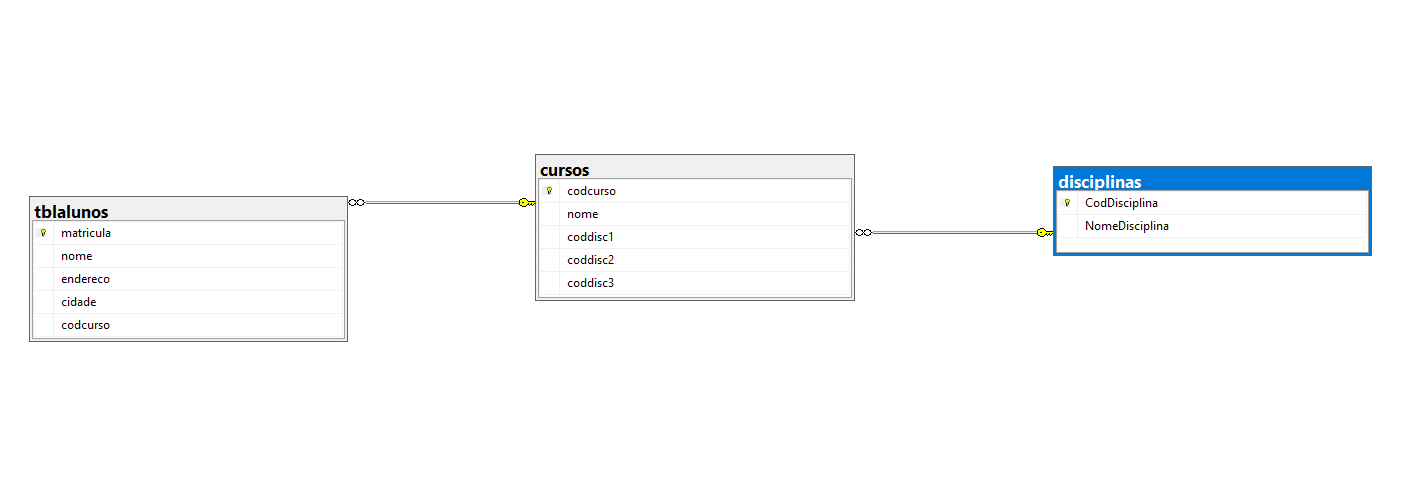 tblalunos
matricula
nome
endereco
cidade
codcurso
cursos
codcurso
nome
coddisc1
coddisc2
coddisc3
disciplinas
CodDisciplina
NomeDisciplina